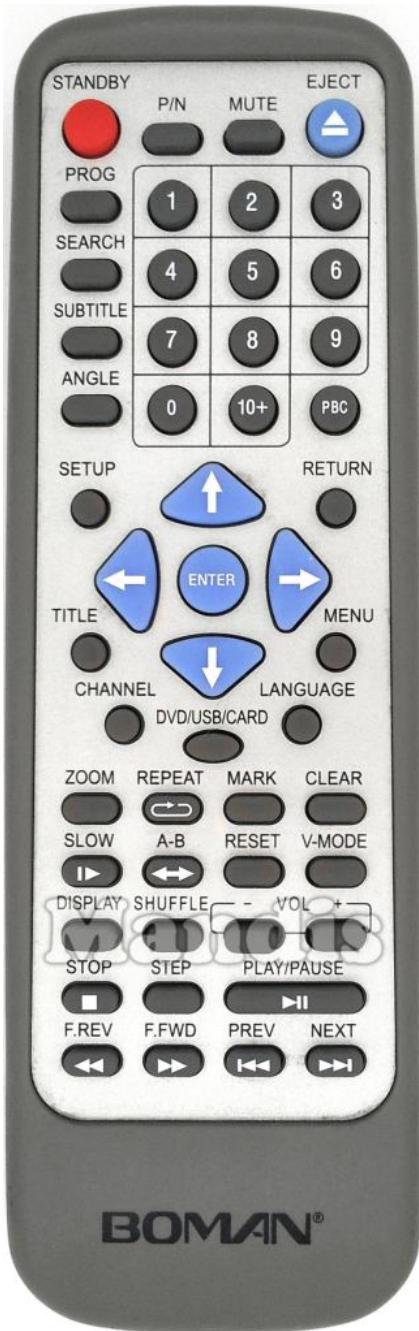 STANDBY P/N MUTE EJECT
PROG 1 2 3
SEARCH 4 5 6
SUBTITLE 7 8 9
ANGLE 0 10+ PBC
SETUP RETURN
ENTER
TITLE MENU
CHANNEL LANGUAGE
DVD/USB/CARD
ZOOM REPEAT MARK CLEAR
SLOW A-B RESET V-MODE
DISPLAY SHUFFLE - VOL +
Mandis
STOP STEP PLAY/PAUSE
F.REV F.FWD PREV NEXT
BOMAN®